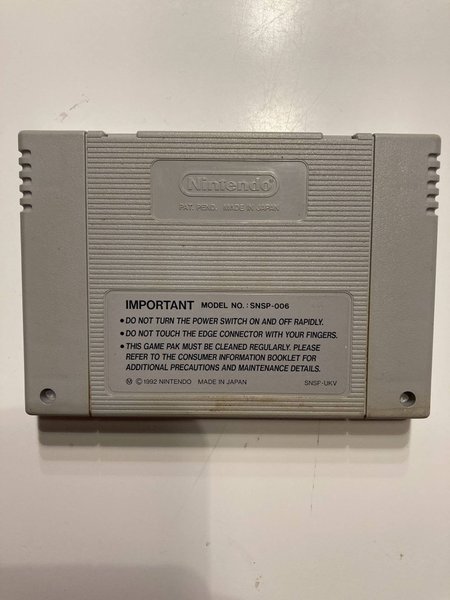 Nintendo®
PAT. PEND. MADE IN JAPAN
IMPORTANT MODEL NO.: SNSP-006
• DO NOT TURN THE POWER SWITCH ON AND OFF RAPIDLY.
• DO NOT TOUCH THE EDGE CONNECTOR WITH YOUR FINGERS.
• THIS GAME PAK MUST BE CLEANED REGULARLY. PLEASE
REFER TO THE CONSUMER INFORMATION BOOKLET FOR
ADDITIONAL PRECAUTIONS AND MAINTENANCE DETAILS.
Ⓜ © 1992 NINTENDO MADE IN JAPAN SNSP-UKV